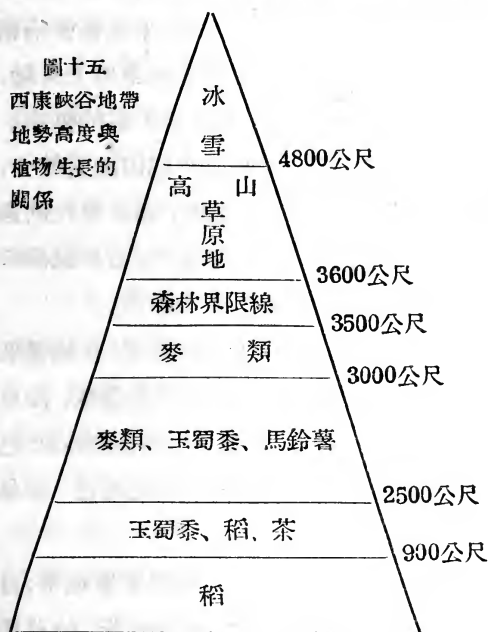 圖十五
西康峽谷地帶
地勢高度與
植物生長的
關係
冰
雪
4800公尺
高山
草
原
地
3600公尺
森林界限線
3500公尺
麥類
3000公尺
麥類、玉蜀黍、馬鈴薯
2500公尺
玉蜀黍、稻、茶
900公尺
稻